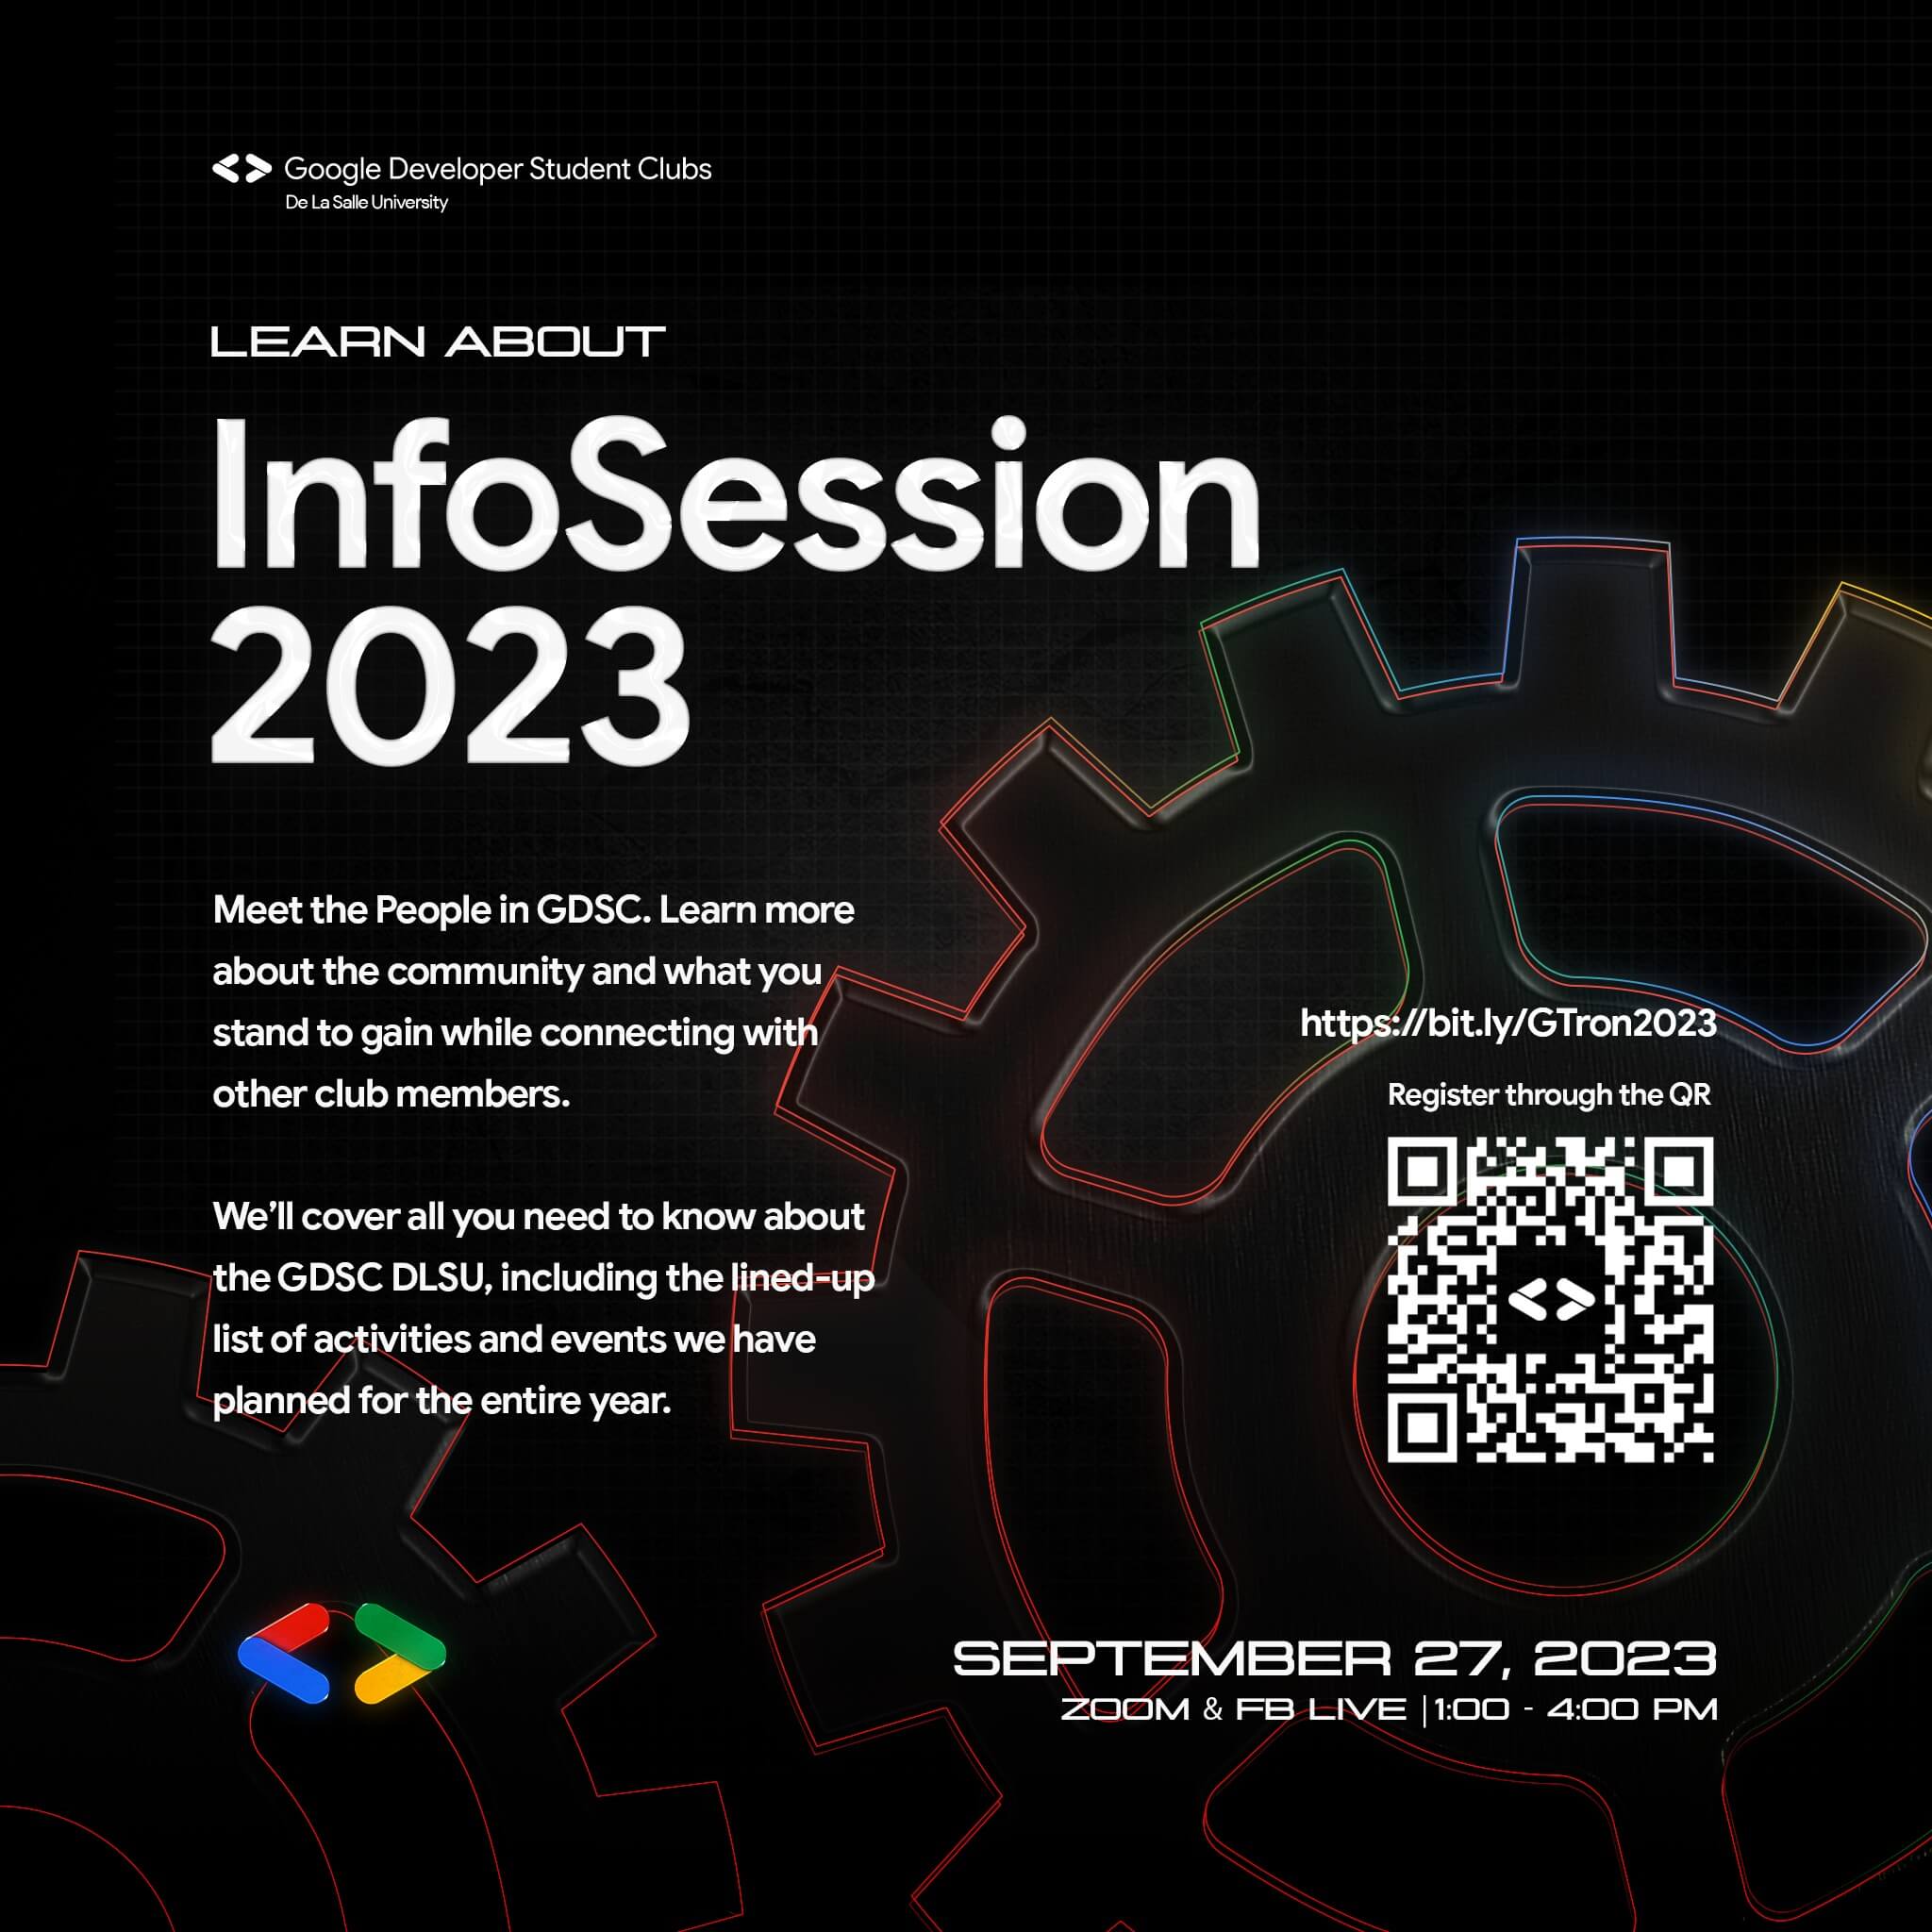 Google Developer Student Clubs
De La Salle University
LEARN ABOUT
InfoSession
2023
Meet the People in GDSC. Learn more
about the community and what you
stand to gain while connecting with
other club members.
We’ll cover all you need to know about
the GDSC DLSU, including the lined-up
list of activities and events we have
planned for the entire year.
https://bit.ly/GTron2023
Register through the QR
SEPTEMBER 27, 2023
ZOOM & FB LIVE |1:00 - 4:00 PM